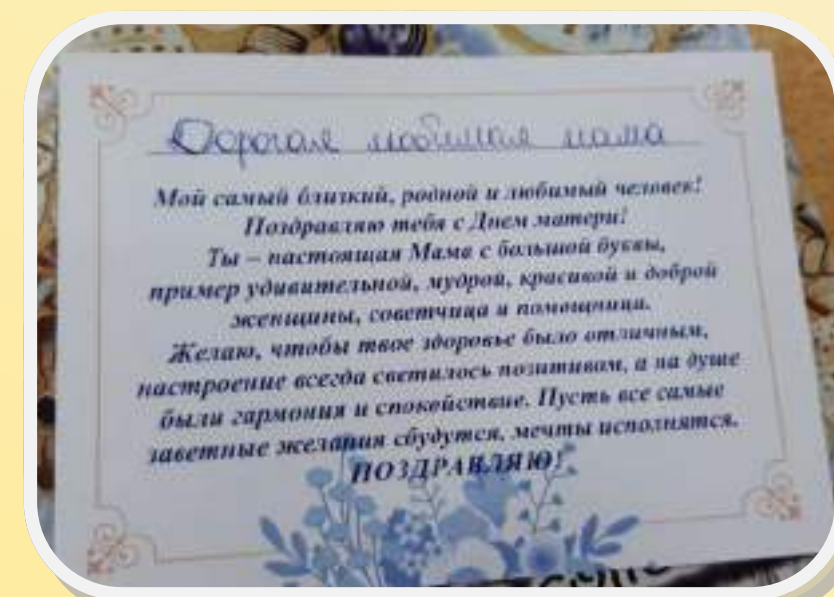 Дорогая любимая мама
Мой самый близкий, родной и любимый человек!
Поздравляю тебя с Днем матери!
Ты – настоящая Мама с большой буквы,
пример удивительной, мудрой, красивой и доброй
женщины, советчица и помощница.
Желаю, чтобы твое здоровье было отличным,
настроение всегда светилось позитивом, а на душе
были гармония и спокойствие. Пусть все самые
заветные желания сбудутся, мечты исполнятся.
ПОЗДРАВЛЯЮ!